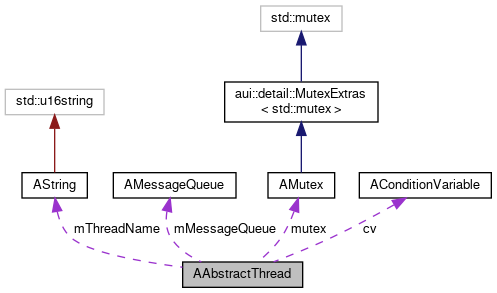 std::mutex
aui::detail::MutexExtras
< std::mutex >
std::u16string
AString
AMessageQueue
AMutex
AConditionVariable
mThreadName
mMessageQueue
mutex
cv
AAbstractThread